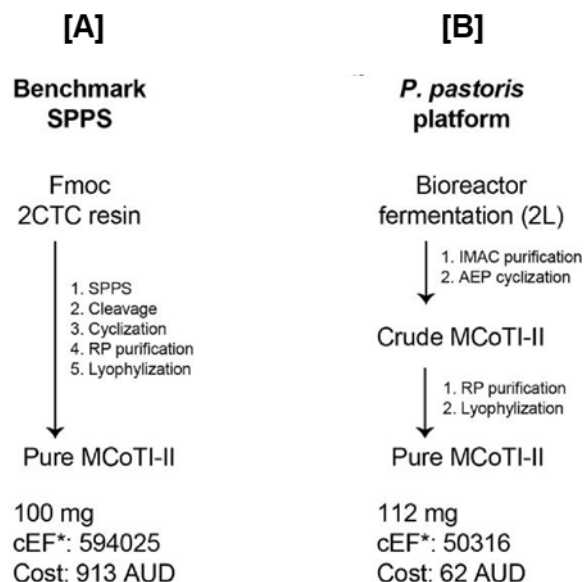 [A]
Benchmark
SPPS
Fmoc
2CTC resin
1. SPPS
2. Cleavage
3. Cyclization
4. RP purification
5. Lyophylization
Pure MCoTI-II
100 mg
cEF*: 594025
Cost: 913 AUD
[B]
P. pastoris
platform
Bioreactor
fermentation (2L)
1. IMAC purification
2. AEP cyclization
Crude MCoTI-II
1. RP purification
2. Lyophylization
Pure MCoTI-II
112 mg
cEF*: 50316
Cost: 62 AUD